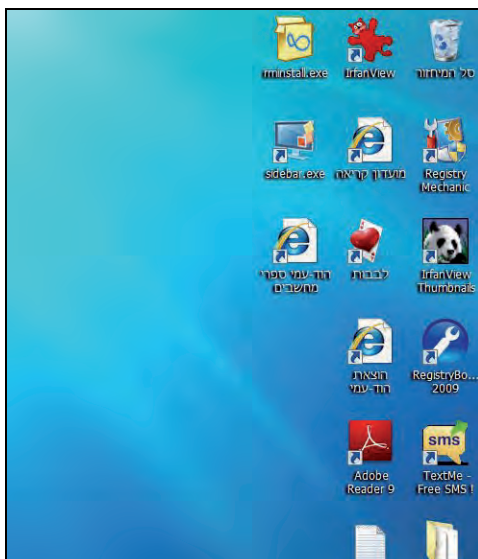 סל המיחזור
IrfanView
rminstall.exe
Registry
Mechanic
מועדון קריאה
sidebar.exe
IrfanView
Thumbnails
לבבות
הוד-עמי ספרי
מחשבים
RegistryBo...
2009
הוצאת
הוד-עמי
sms
TextMe -
Free SMS !
Adobe
Reader 9